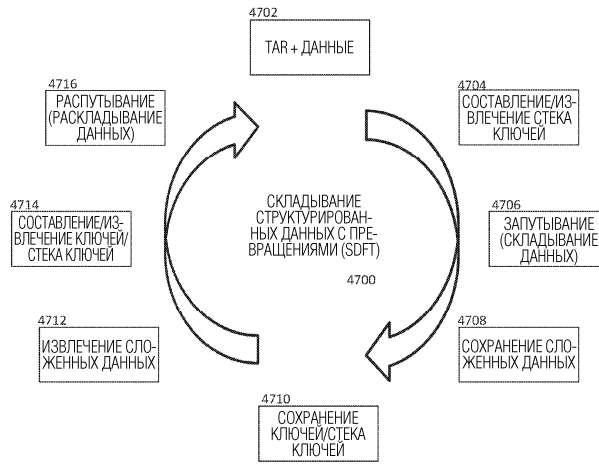 4702
TAR + ДАННЫЕ
4704
СОСТАВЛЕНИЕ/ИЗ-
ВЛЕЧЕНИЕ СТЕКА
КЛЮЧЕЙ
4706
ЗАПУТЫВАНИЕ
(СКЛАДЫВАНИЕ
ДАННЫХ)
4708
СОХРАНЕНИЕ СЛО-
ЖЕННЫХ ДАННЫХ
4710
СОХРАНЕНИЕ
КЛЮЧЕЙ/СТЕКА
КЛЮЧЕЙ
4712
ИЗВЛЕЧЕНИЕ СЛО-
ЖЕННЫХ ДАННЫХ
4714
СОСТАВЛЕНИЕ/ИЗ-
ВЛЕЧЕНИЕ КЛЮЧЕЙ/
СТЕКА КЛЮЧЕЙ
4716
РАСПУТЫВАНИЕ
(РАСКЛАДЫВАНИЕ
ДАННЫХ)
СКЛАДЫВАНИЕ
СТРУКТУРИРОВАН-
НЫХ ДАННЫХ С ПРЕ-
ВРАЩЕНИЯМИ (SDFT)
4700